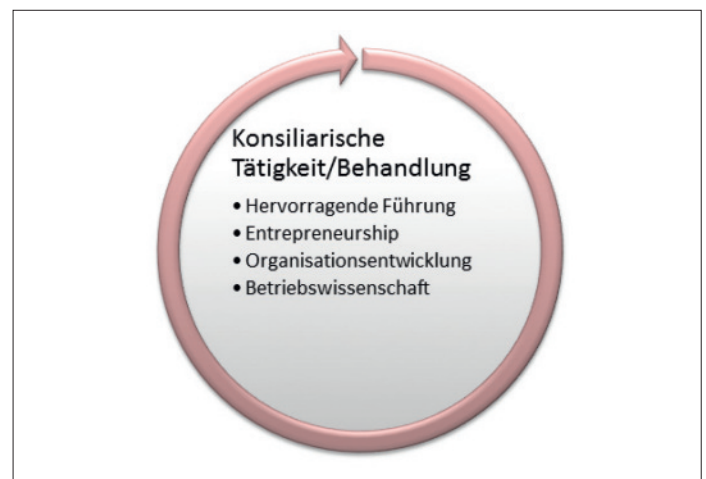 Konsiliarische
Tätigkeit/Behandlung
• Hervorragende Führung
• Entrepreneurship
• Organisationsentwicklung
• Betriebswissenschaft